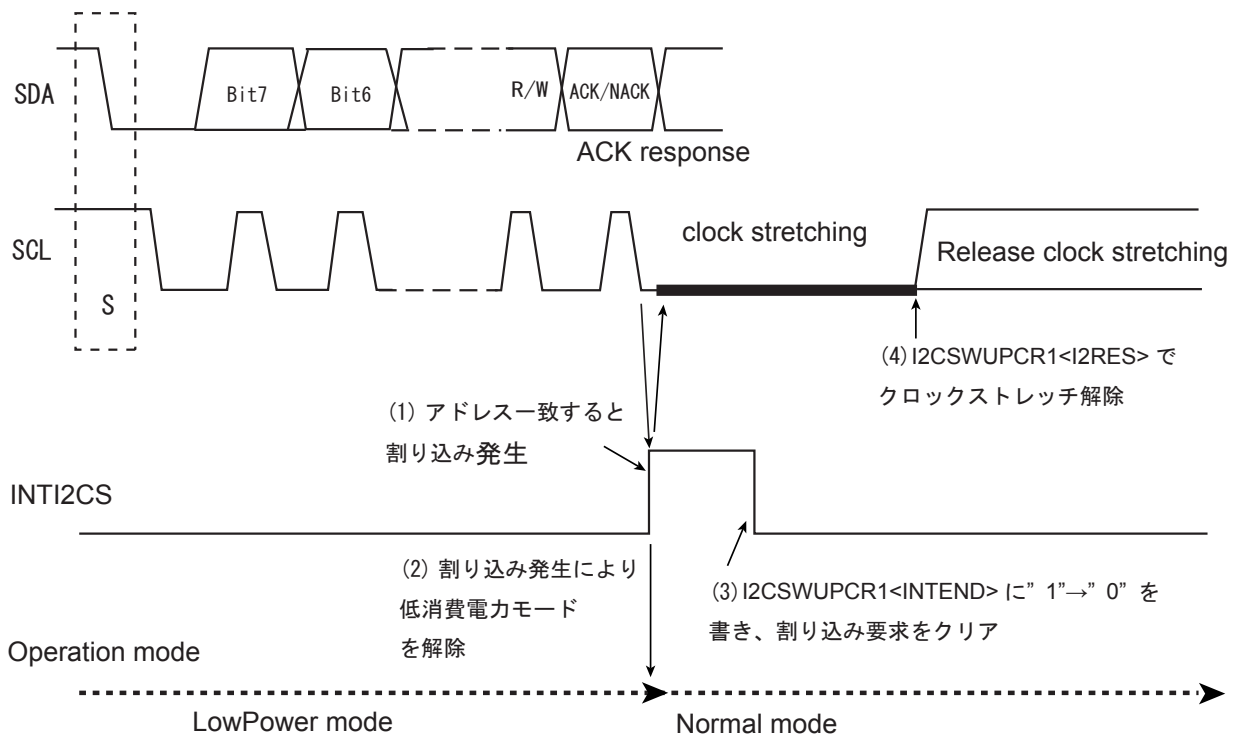 SDA
Bit7
Bit6
R/W
ACK/NACK
ACK response
SCL
clock stretching
Release clock stretching
S
(4) I2CSWUPCR1<I2RES> で
クロックストレッチ解除
(1) アドレス一致すると
割り込み発生
INTI2CS
(2) 割り込み発生により
低消費電力モード
を解除
(3) I2CSWUPCR1<INTEND> に” 1”→” 0” を
書き、割り込み要求をクリア
Operation mode
LowPower mode
Normal mode